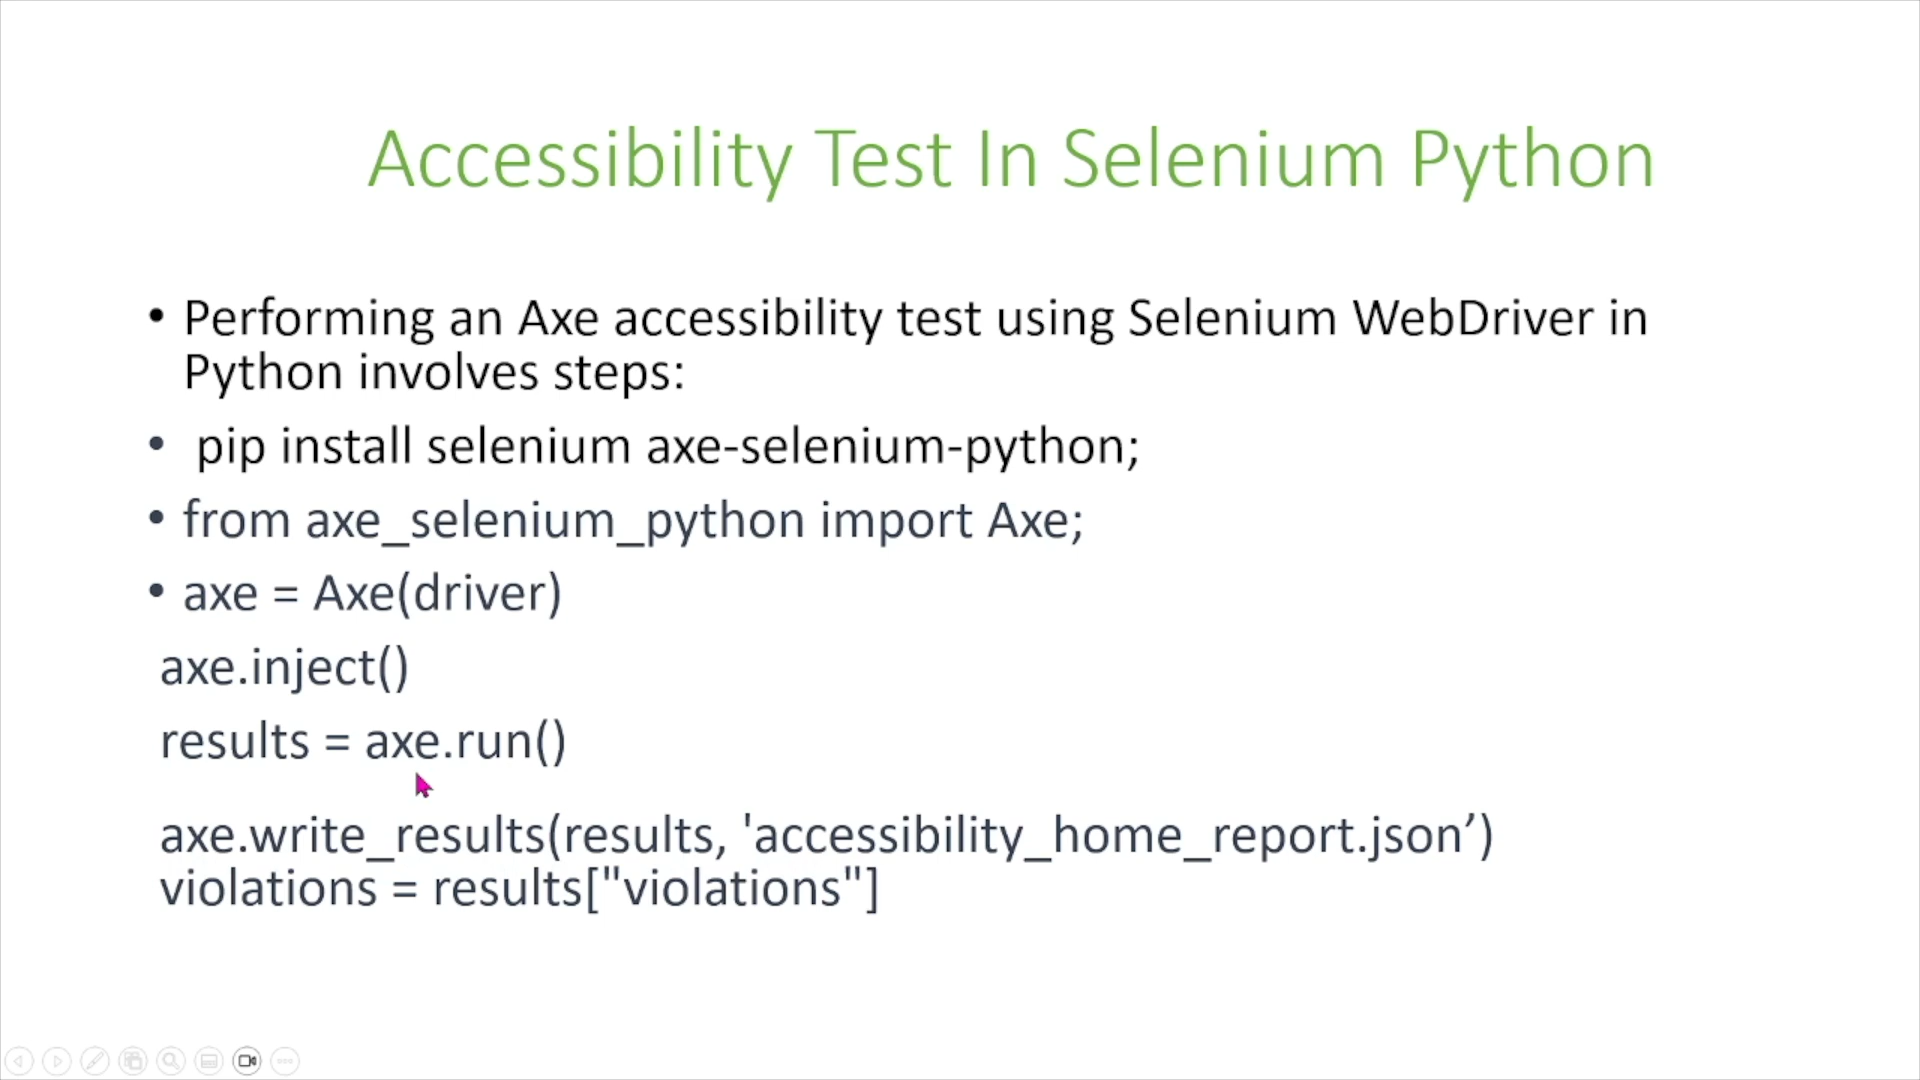 Accessibility Test In Selenium Python
• Performing an Axe accessibility test using Selenium WebDriver in
Python involves steps:
• pip install selenium axe-selenium-python;
• from axe_selenium_python import Axe;
• axe = Axe(driver)
axe.inject()
results = axe.run()
axe.write_results(results, 'accessibility_home_report.json’)
violations = results["violations"]